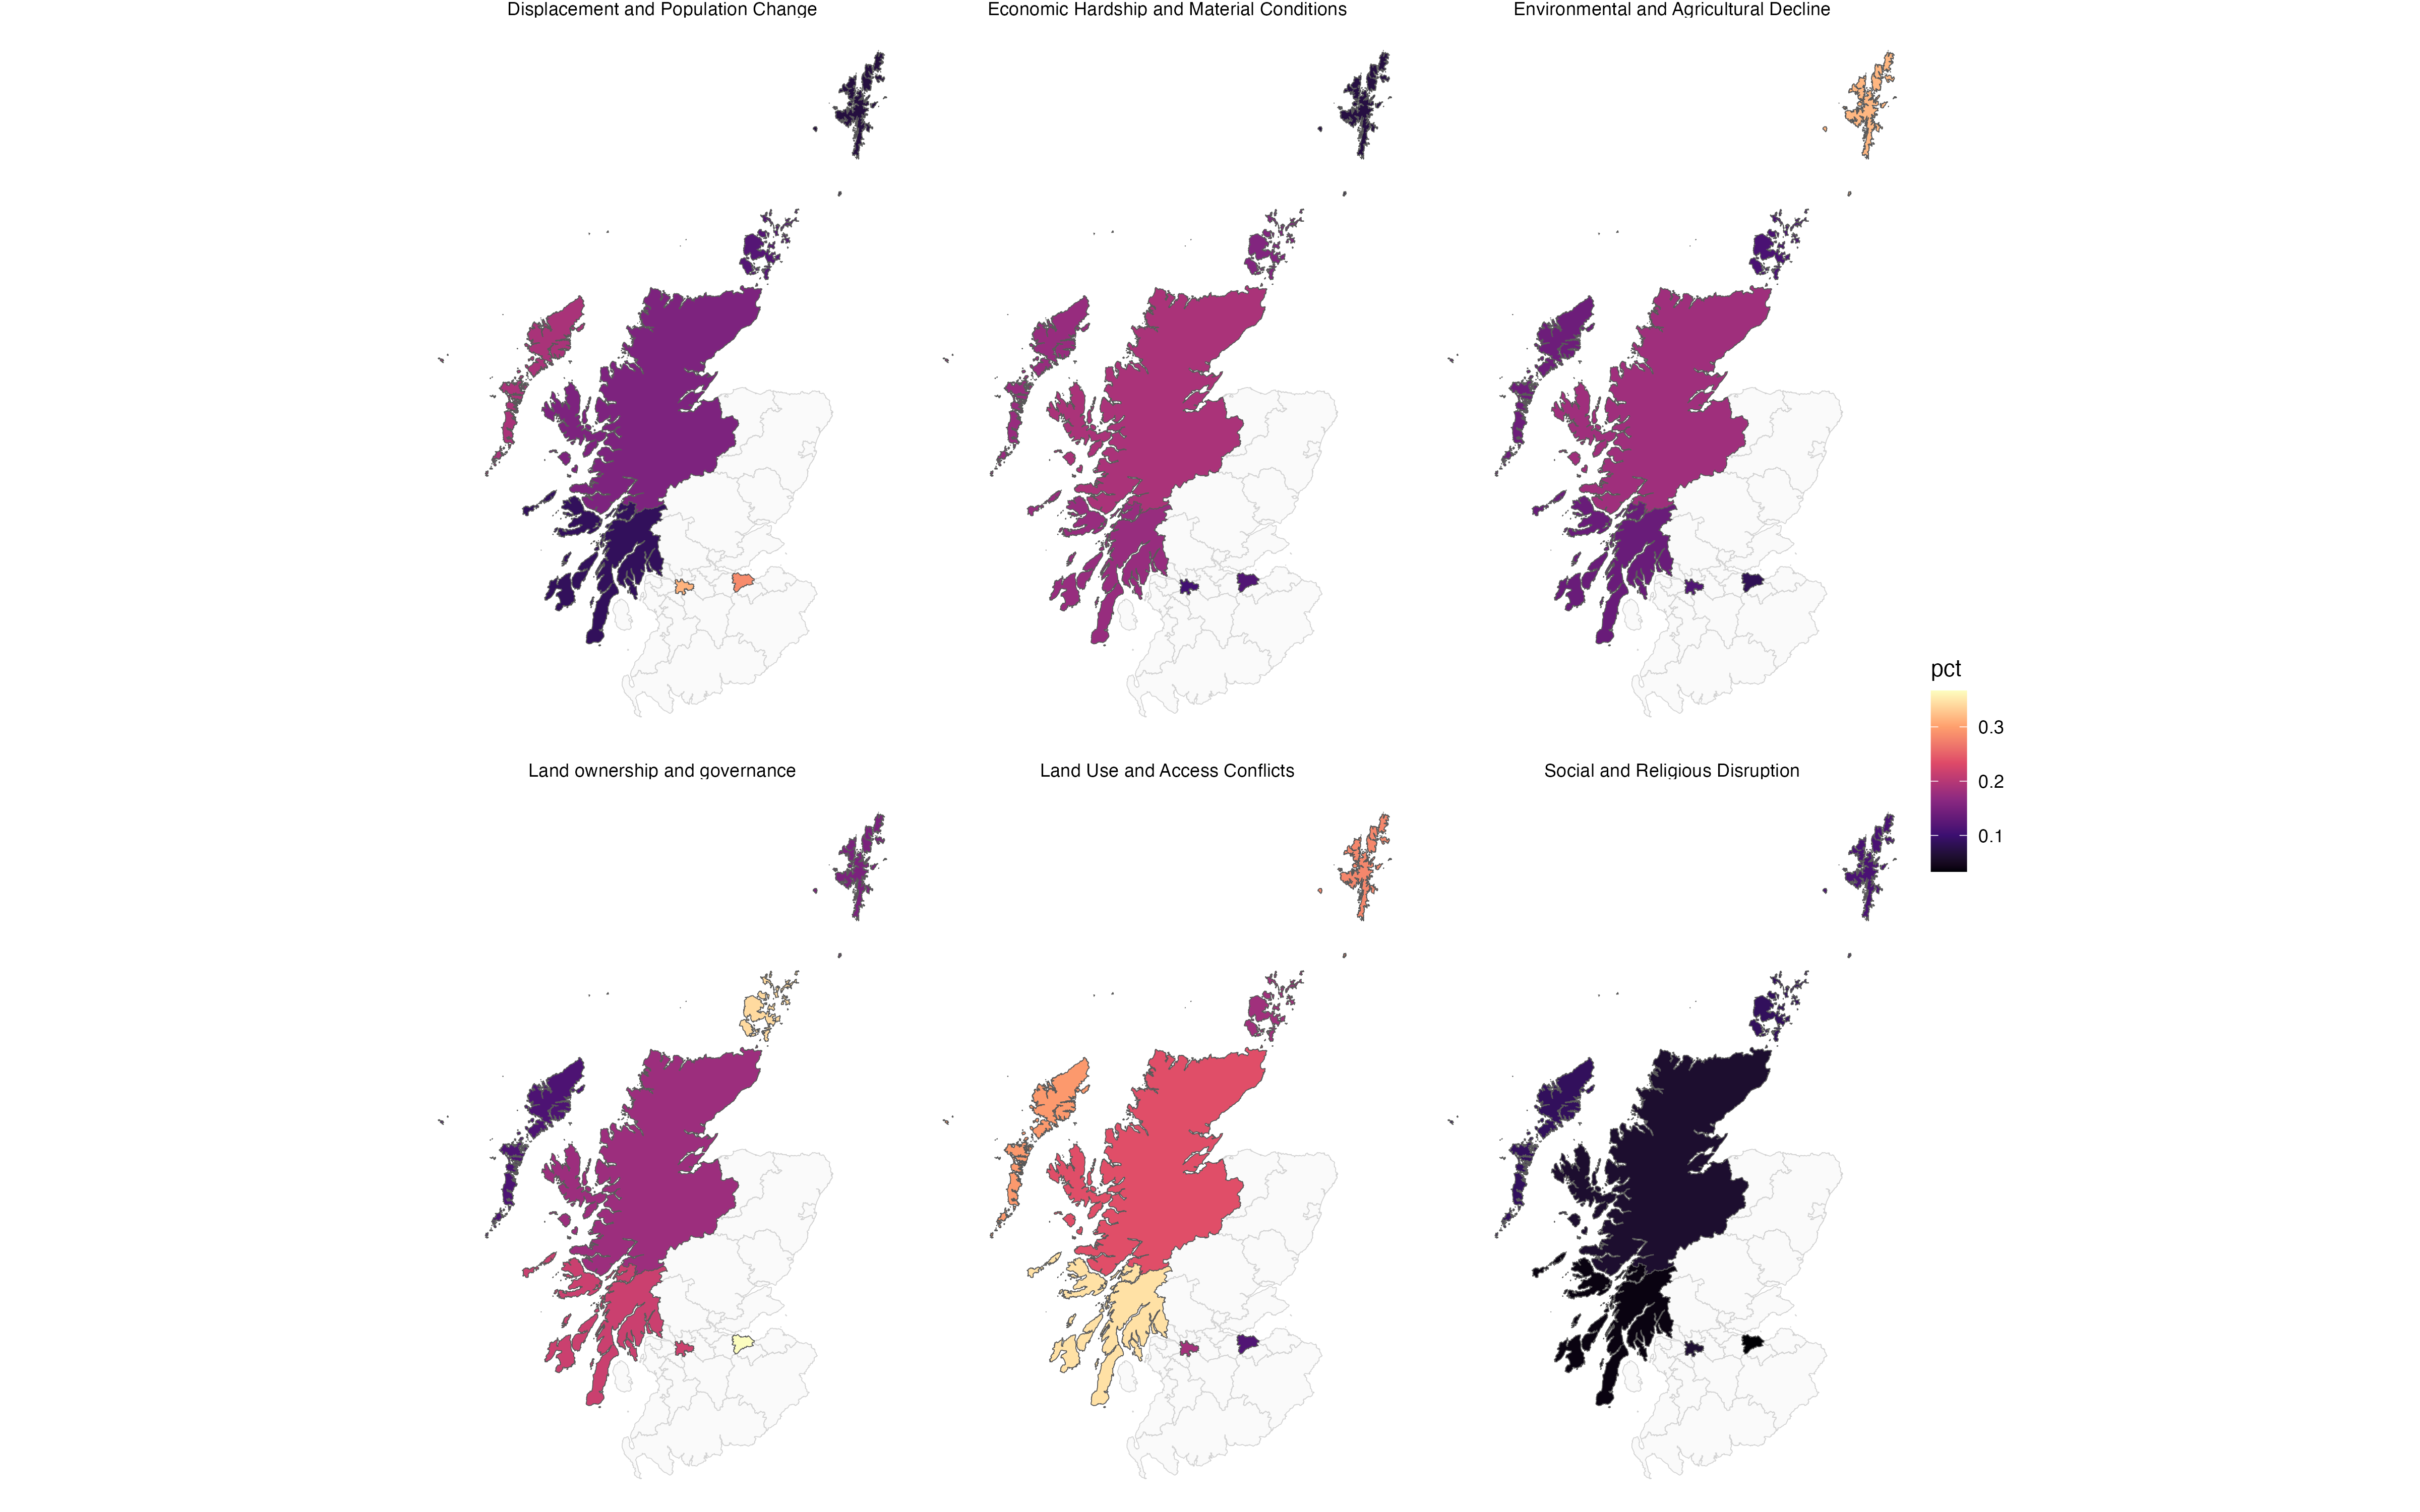 Displacement and Population Change
Economic Hardship and Material Conditions
Environmental and Agricultural Decline
pct
0.3
0.2
0.1
Land ownership and governance
Land Use and Access Conflicts
Social and Religious Disruption